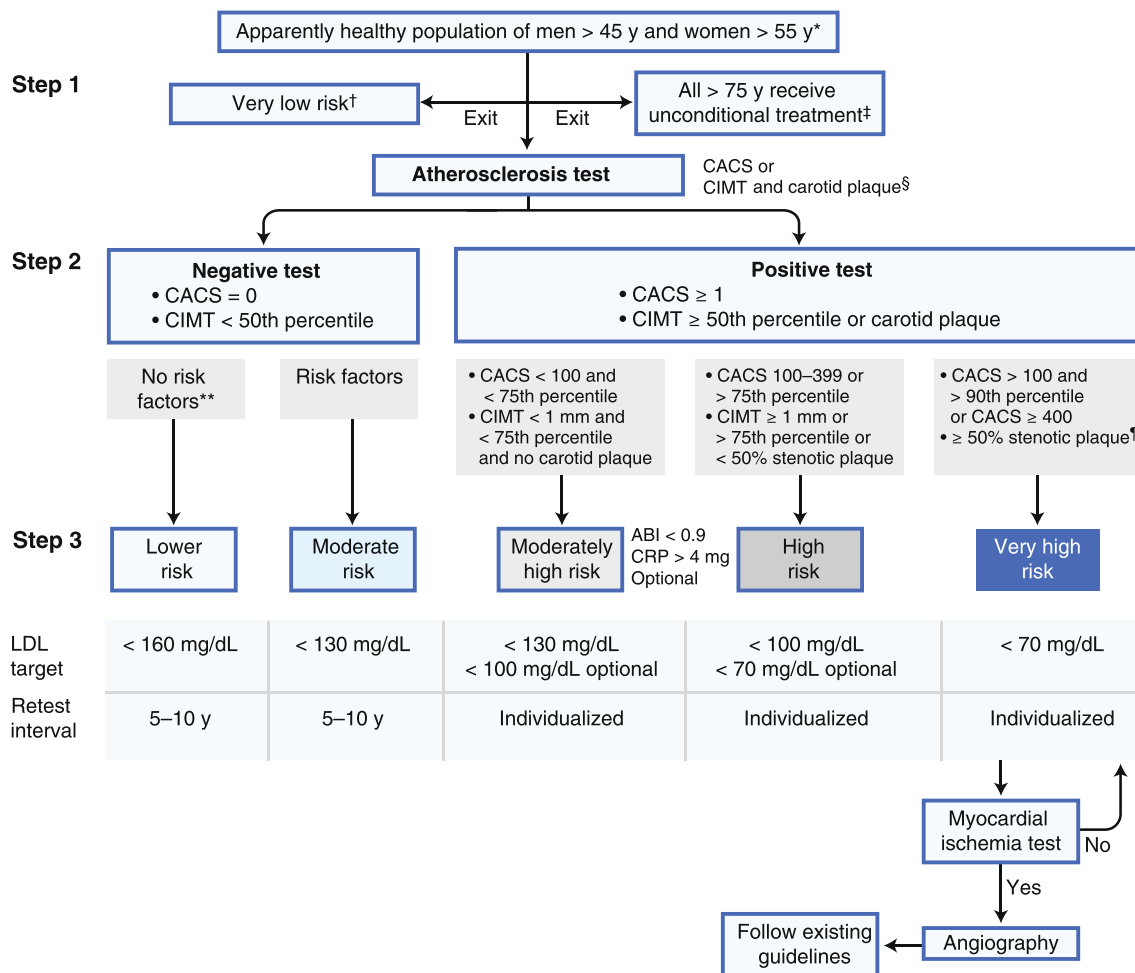 Apparently healthy population of men > 45 y and women > 55 y*
Step 1
Very low risk†
Exit
Exit
All > 75 y receive
unconditional treatment‡
Atherosclerosis test
CACS or
CIMT and carotid plaque§
Step 2
Negative test
• CACS = 0
• CIMT < 50th percentile
Positive test
• CACS ≥ 1
• CIMT ≥ 50th percentile or carotid plaque
No risk
factors**
Risk factors
• CACS < 100 and
< 75th percentile
• CIMT < 1 mm and
< 75th percentile
and no carotid plaque
• CACS 100–399 or
> 75th percentile
• CIMT ≥ 1 mm or
> 75th percentile or
< 50% stenotic plaque
• CACS > 100 and
> 90th percentile
or CACS ≥ 400
• ≥ 50% stenotic plaque¶
Step 3
Lower
risk
Moderate
risk
Moderately
high risk
ABI < 0.9
CRP > 4 mg
Optional
High
risk
Very high
risk
LDL
target
< 160 mg/dL
< 130 mg/dL
< 130 mg/dL
< 100 mg/dL optional
< 100 mg/dL
< 70 mg/dL optional
< 70 mg/dL
Retest
interval
5–10 y
5–10 y
Individualized
Individualized
Individualized
Myocardial
ischemia test
No
Yes
Angiography
Follow existing
guidelines